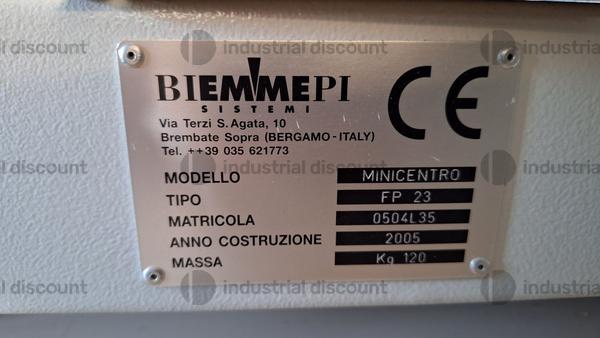 industrial discount industrial discount
BIEMMEPI
SISTEMI
CE
Via Terzi S. Agata, 10
Brembate Sopra (BERGAMO - ITALY)
Tel. ++39 035 621773
industrial discount industrial discount
MODELLO MINICENTRO
TIPO FP 23
MATRICOLA 0504L35
ANNO COSTRUZIONE 2005
MASSA Kg 120
industrial discount industrial discount